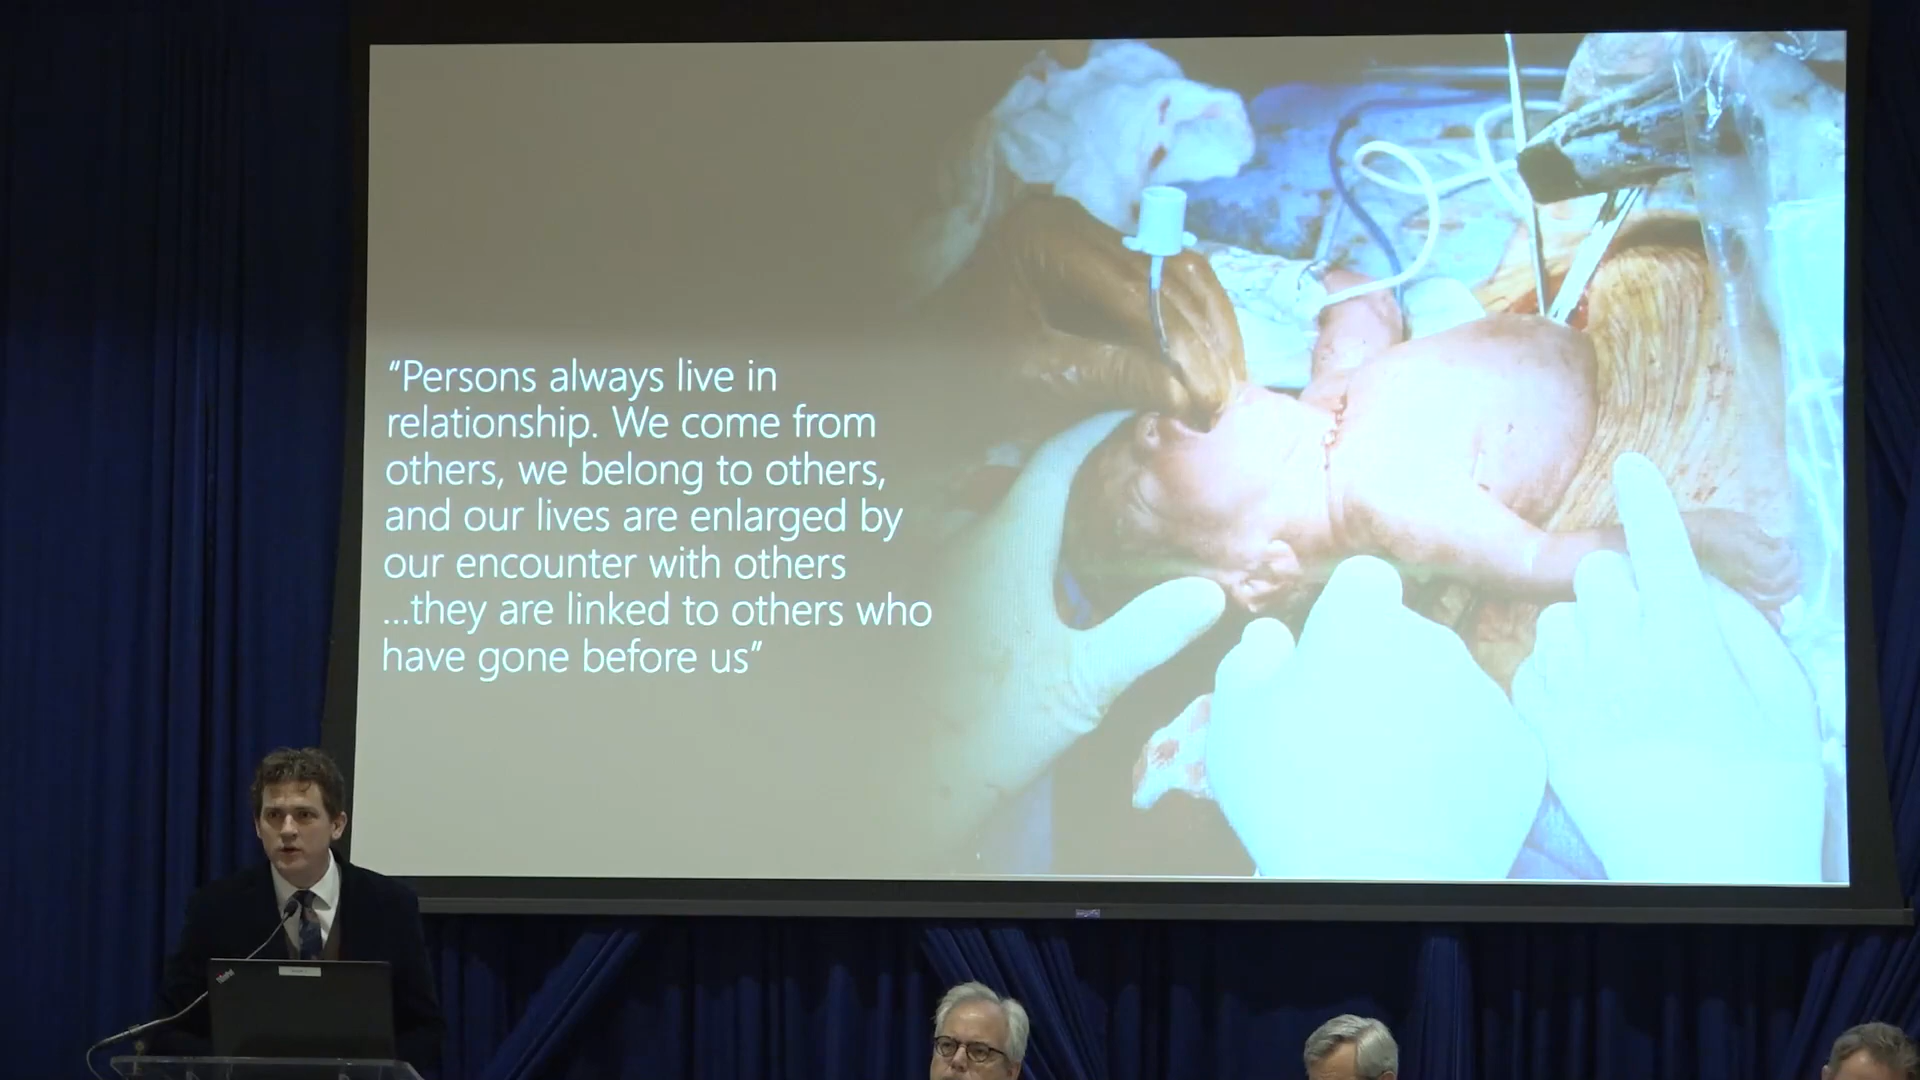 “Persons always live in
relationship. We come from
others, we belong to others,
and our lives are enlarged by
our encounter with others
...they are linked to others who
have gone before us”
ThinkPad